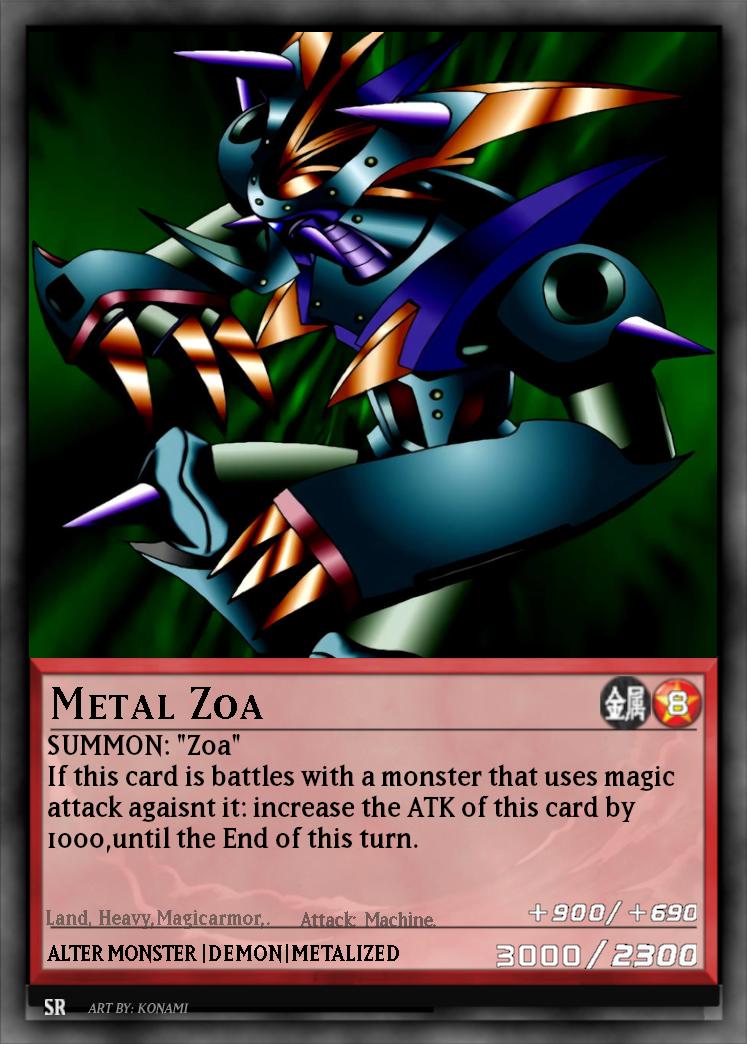 METAL ZOA
金属
8
SUMMON: "Zoa"
If this card is battles with a monster that uses magic
attack agaisnt it: increase the ATK of this card by
1000,until the End of this turn.
Land, Heavy,Magicarmor,. Attack: Machine.
+900/+690
ALTER MONSTER|DEMON|METALIZED
3000/2300
SR ART BY: KONAMI